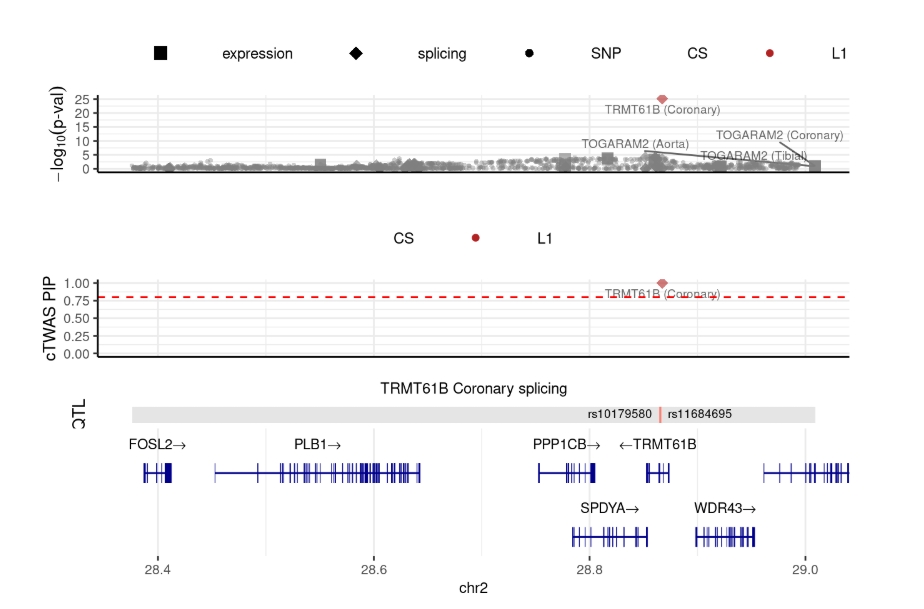 expression splicing SNP CS L1
−log10(p-val)
25
20
15
10
5
0
TRMT61B (Coronary)
TOGARAM2 (Coronary)
TOGARAM2 (Aorta)
TOGARAM2 (Tibial)
CS L1
cTWAS PIP
1.00
0.75
0.50
0.25
0.00
TRMT61B (Coronary)
TRMT61B Coronary splicing
QTL
rs10179580 rs11684695
FOSL2→ PLB1→ PPP1CB→ ←TRMT61B
SPDYA→ WDR43→
28.4 28.6 28.8 29.0
chr2